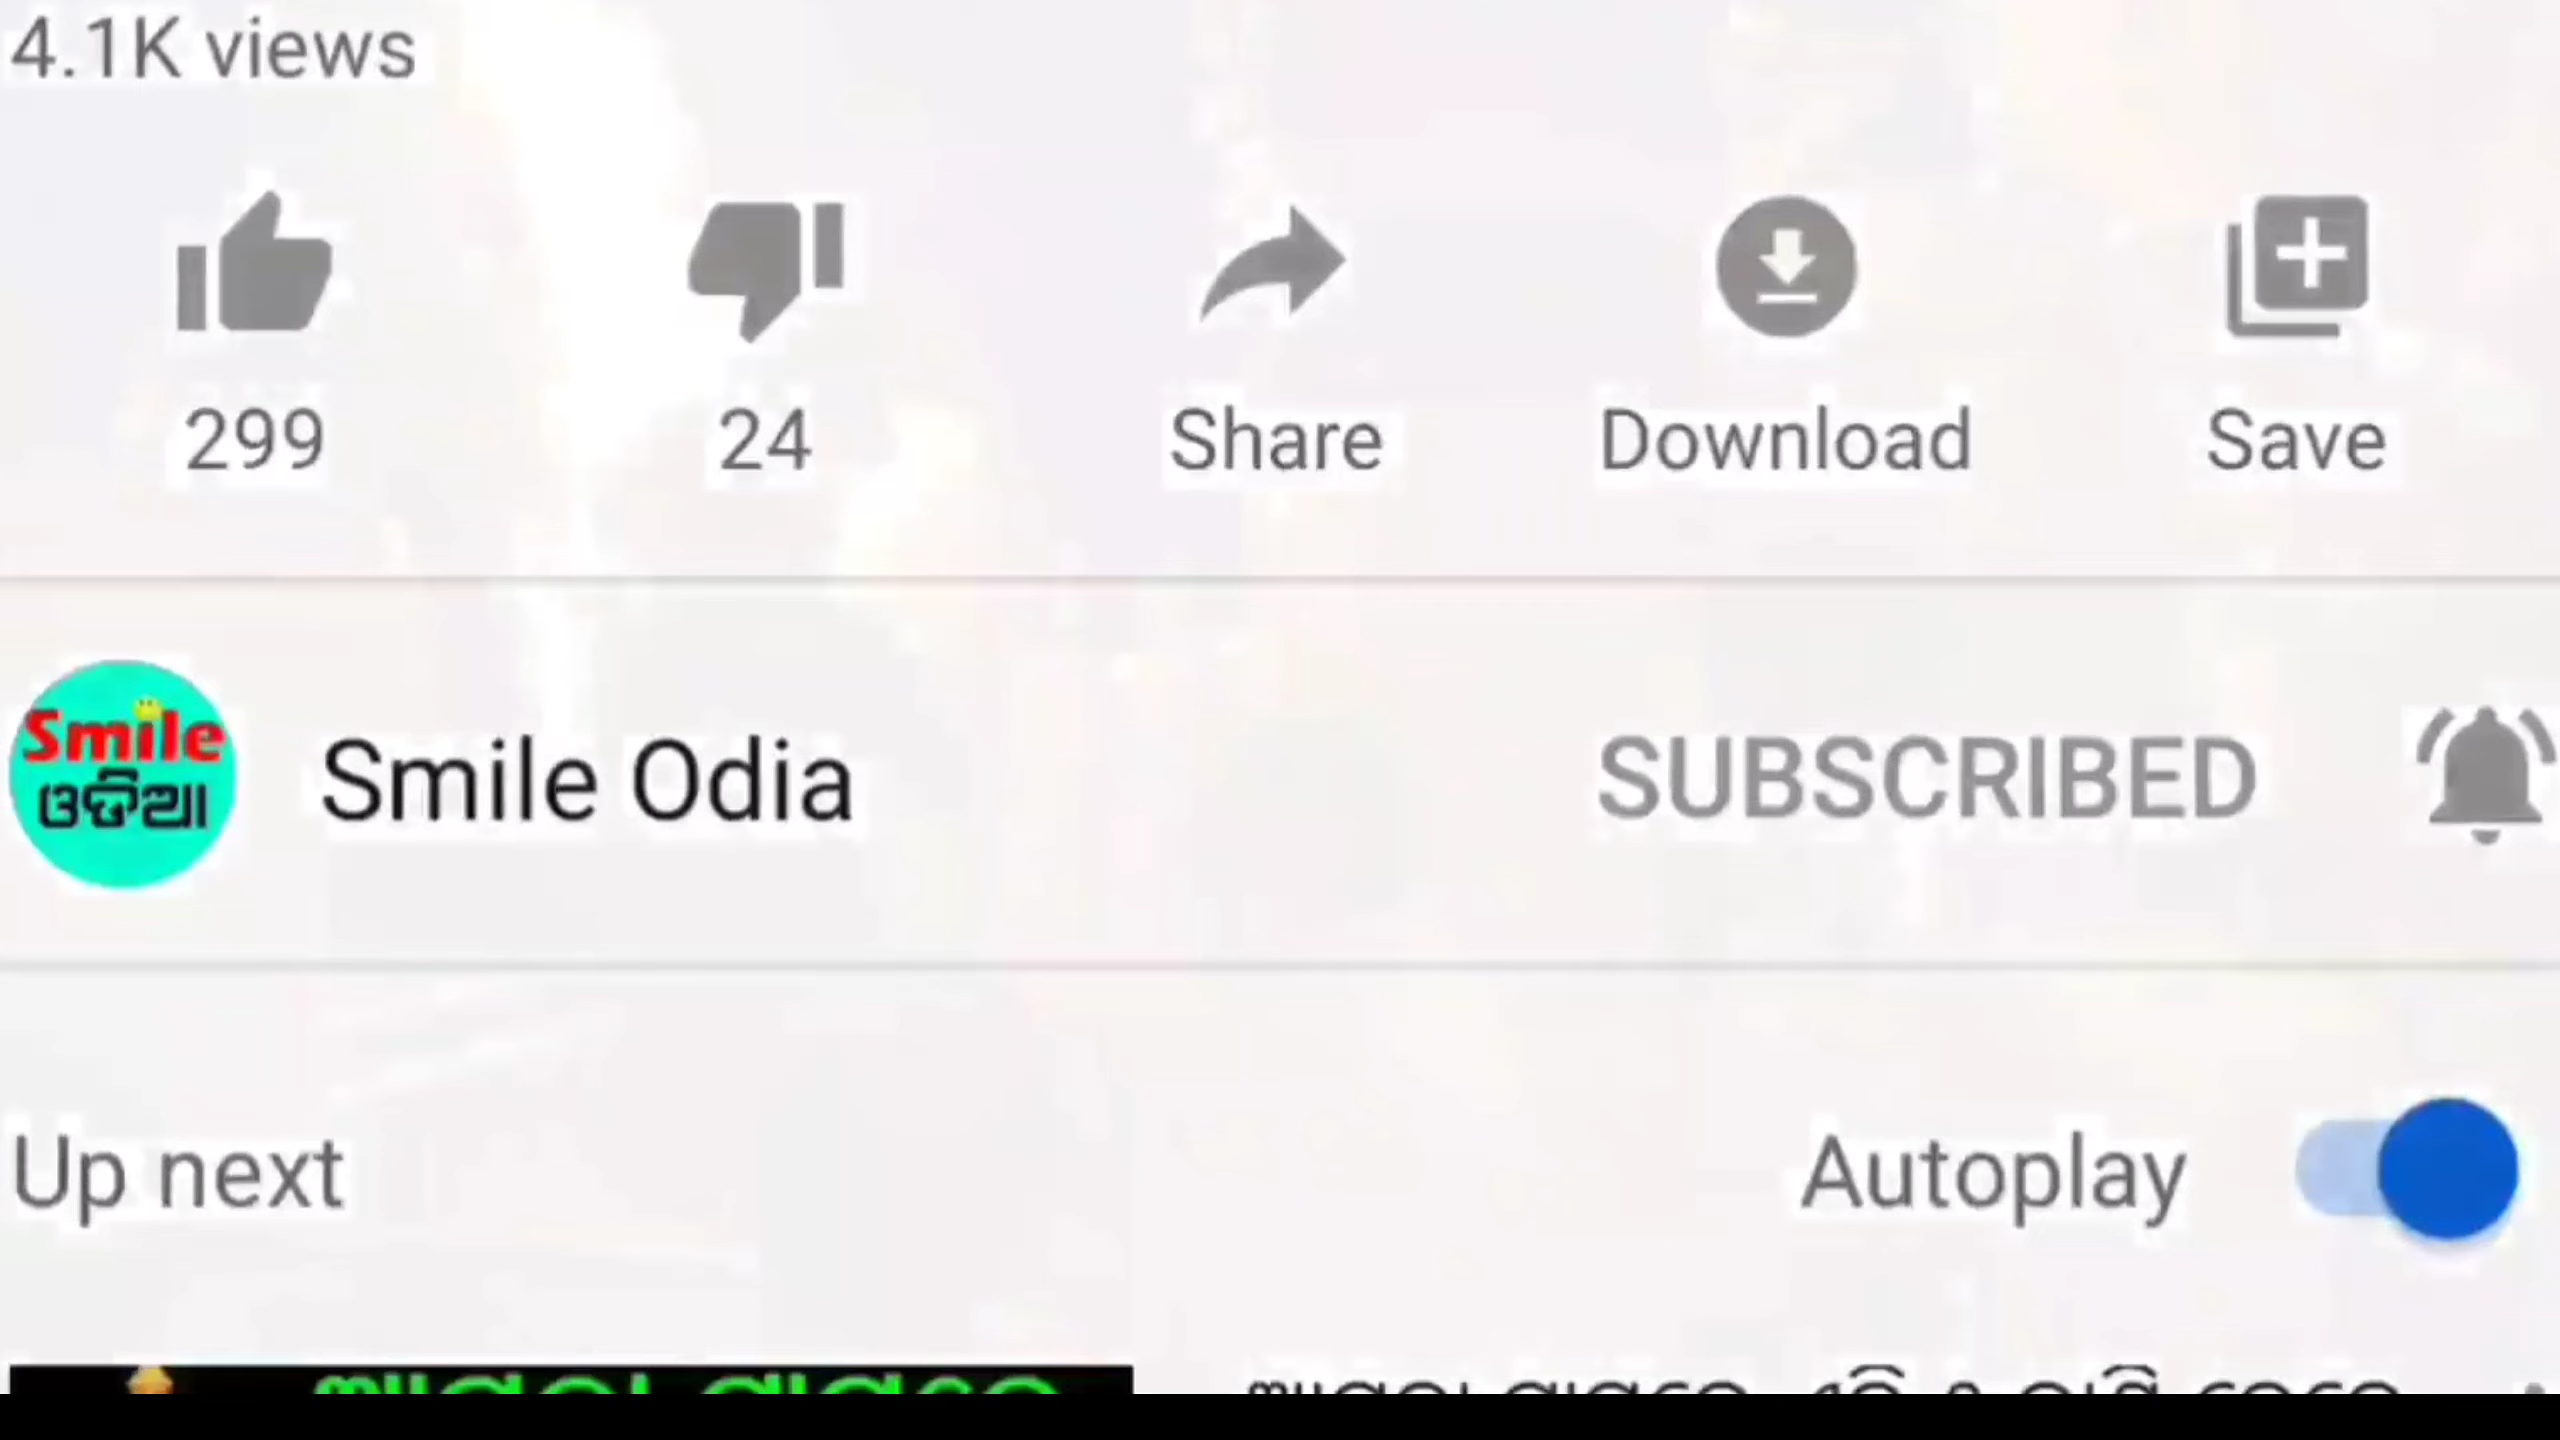 4.1K views
299
24
Share
Download
Save
Smile
ଓଡିଆ
Smile Odia
SUBSCRIBED
Up next
Autoplay